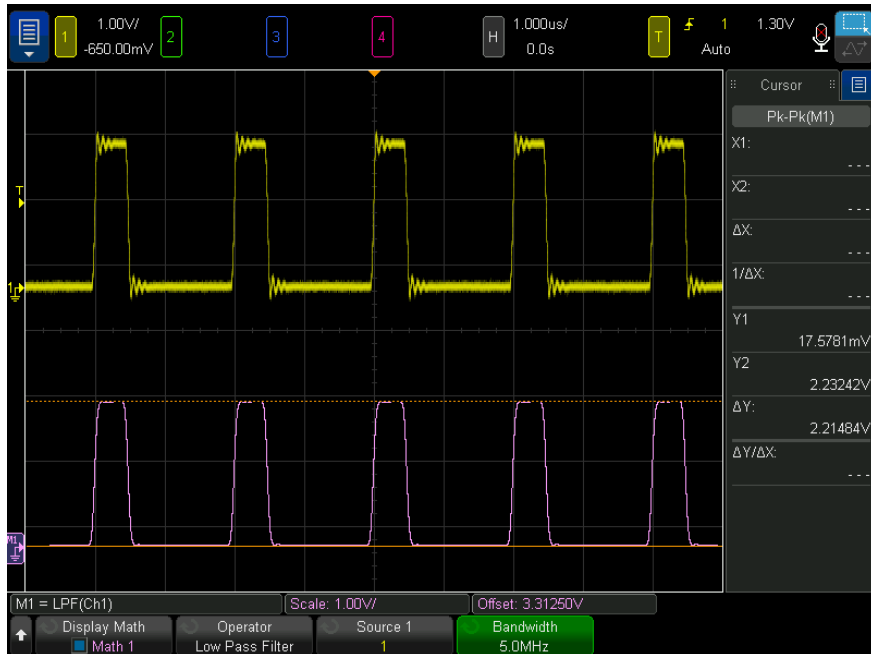 1 1.00V/ 2 3 4 H 1.000us/ T 1 1.30V
-650.00mV 0.0s Auto
Cursor
Pk-Pk(M1)
X1:
- - -
X2:
- - -
ΔX:
- - -
1/ΔX:
- - -
Y1
17.5781mV
Y2
2.23242V
ΔY:
2.21484V
ΔY/ΔX:
- - -
T
1
M1
M1 = LPF(Ch1) Scale: 1.00V/ Offset: 3.31250V
Display Math Operator Source 1 Bandwidth
Math 1 Low Pass Filter 1 5.0MHz